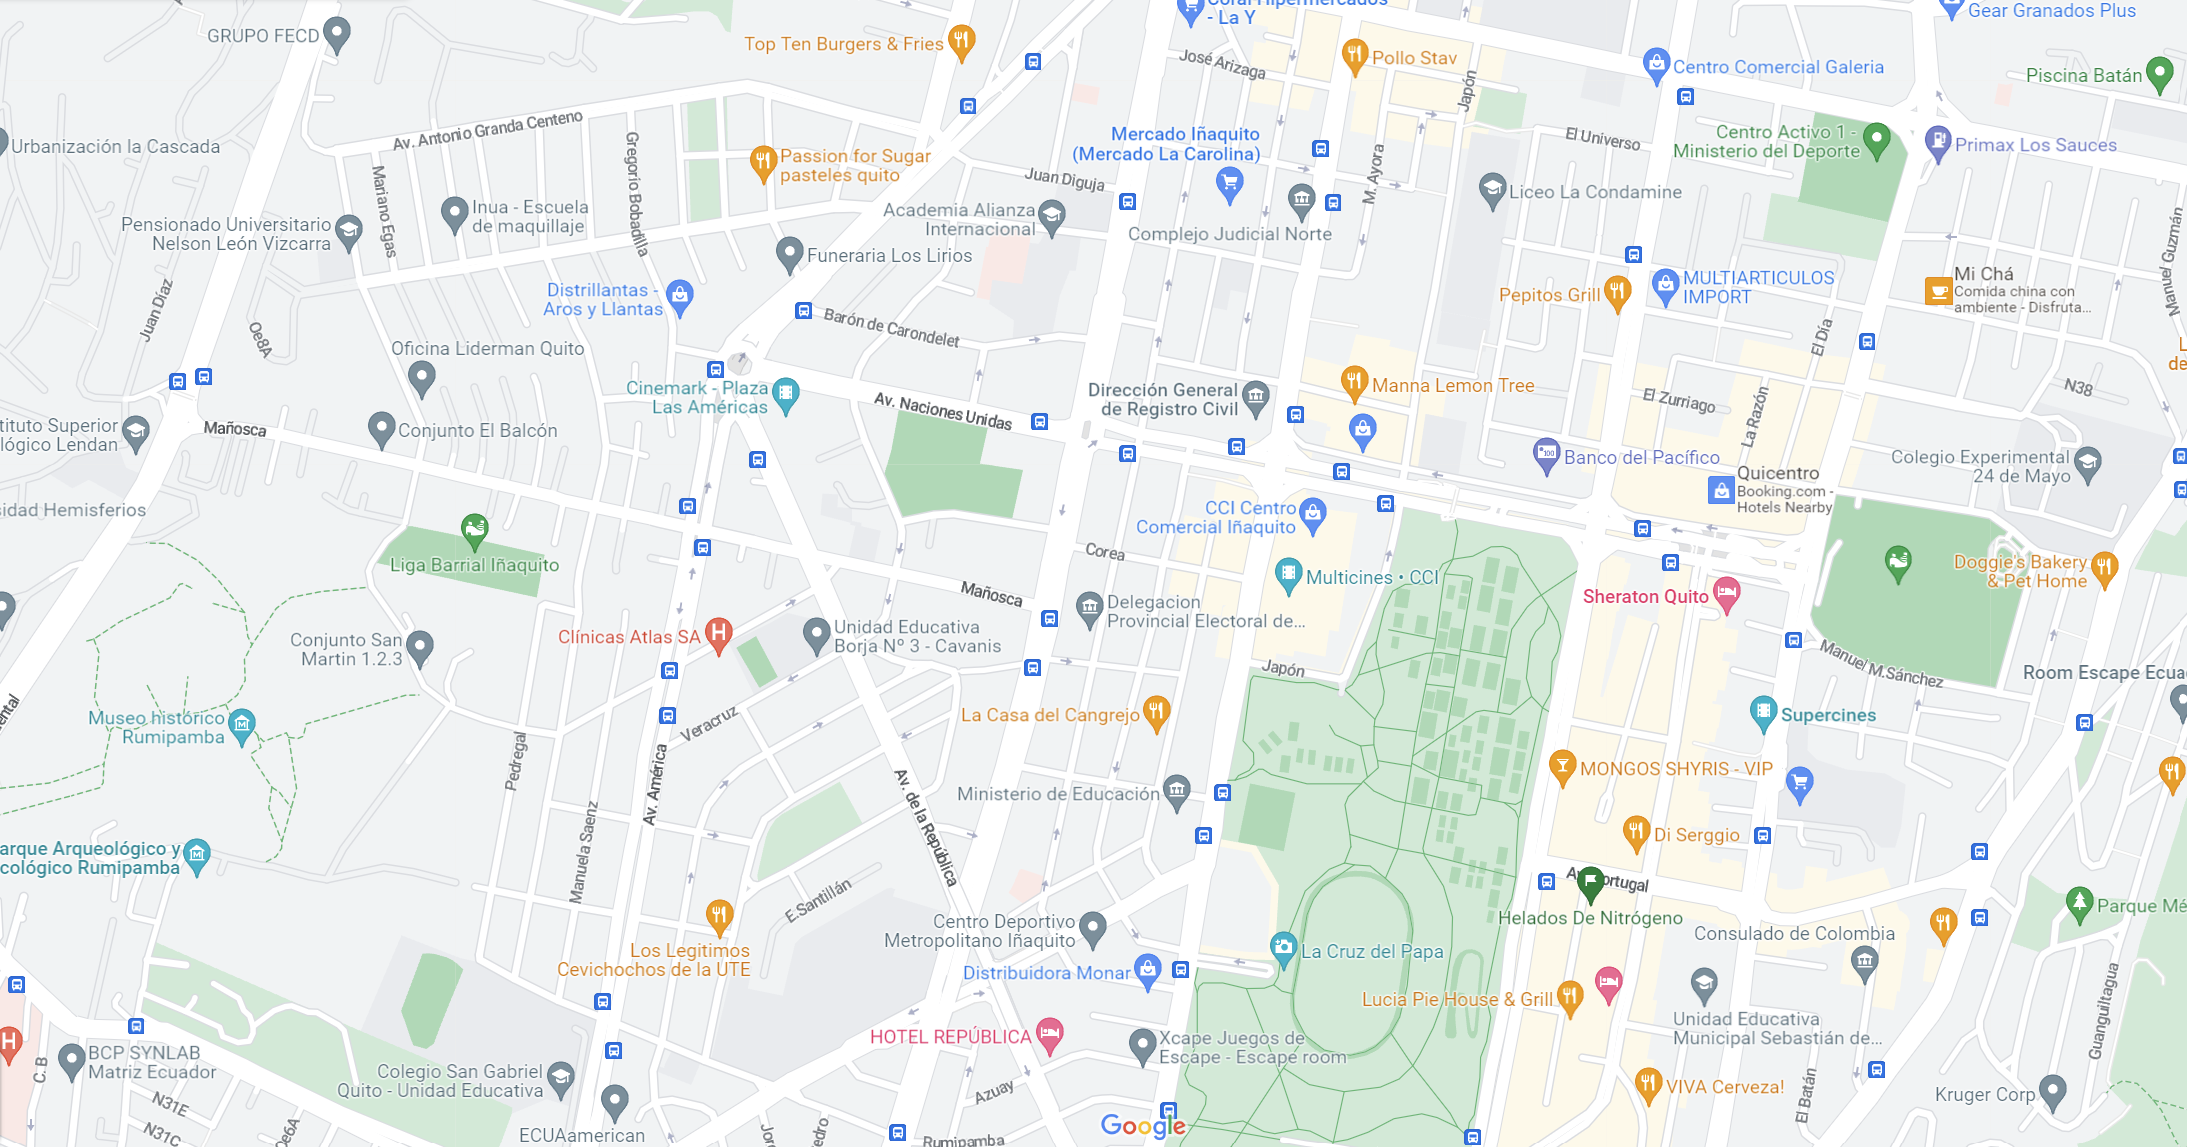 Coral Hipermercados
- La Y
Gear Granados Plus
GRUPO FECD
Top Ten Burgers & Fries
Pollo Stav
José Arizaga
Japón
Centro Comercial Galeria
Piscina Batán
Av. Antonio Granda Centeno
Gregorio Bobadilla
Urbanización la Cascada
Mercado Iñaquito
(Mercado La Carolina)
El Universo
Centro Activo 1 -
Ministerio del Deporte
Primax Los Sauces
Passion for Sugar
pasteles quito
Juan Diguja
M. Ayora
Liceo La Condamine
Mariano Egas
Inua - Escuela
de maquillaje
Pensionado Universitario
Nelson León Vizcarra
Academia Alianza
Internacional
Complejo Judicial Norte
Manuel Guzmán
Funeraria Los Lirios
Distrillantas -
Aros y Llantas
Juan Díaz
Oe8A
Barón de Carondelet
Pepitos Grill
MULTIARTICULOS
IMPORT
Mi Chá
Comida china con
ambiente - Disfruta...
El Día
Oficina Liderman Quito
Cinemark - Plaza
Las Américas
Av. Naciones Unidas
Dirección General
de Registro Civil
Manna Lemon Tree
El Zurriago
La Razón
N38
L
de
Mañosca
Conjunto El Balcón
tituto Superior
lógico Lendan
Banco del Pacífico
Quicentro
Booking.com -
Hotels Nearby
Colegio Experimental
24 de Mayo
sidad Hemisferios
CCI Centro
Comercial Iñaquito
Corea
Liga Barrial Iñaquito
Multicines • CCI
Doggie's Bakery
& Pet Home
Mañosca
Sheraton Quito
Delegacion
Provincial Electoral de...
Clínicas Atlas SA
Unidad Educativa
Borja Nº 3 - Cavanis
Conjunto San
Martin 1.2.3
Japón
Manuel M.Sánchez
Room Escape Ecua
ental
Museo histórico
Rumipamba
Veracruz
La Casa del Cangrejo
Supercines
Pedregal
Av. América
Av. de la República
MONGOS SHYRIS - VIP
Ministerio de Educación
Manuela Saenz
Di Serggio
arque Arqueológico y
cológico Rumipamba
Av. Portugal
E.Santillán
Helados De Nitrógeno
Parque Mé
Centro Deportivo
Metropolitano Iñaquito
Consulado de Colombia
Los Legitimos
Cevichochos de la UTE
La Cruz del Papa
Distribuidora Monar
Lucia Pie House & Grill
Guanguiltagua
Unidad Educativa
Municipal Sebastián de...
HOTEL REPÚBLICA
Xcape Juegos de
Escape - Escape room
C. B
BCP SYNLAB
Matriz Ecuador
Colegio San Gabriel
Quito - Unidad Educativa
Azuay
VIVA Cerveza!
El Batán
Kruger Corp
N31E
N31C
Oe6A
ECUAamerican
Jor
edro
Rumipamba
Google